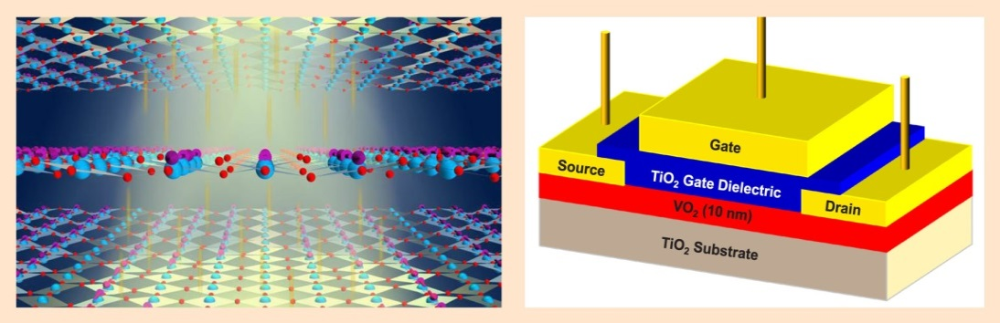 Gate
Source
TiO₂ Gate Dielectric
Drain
VO₂ (10 nm)
TiO₂ Substrate